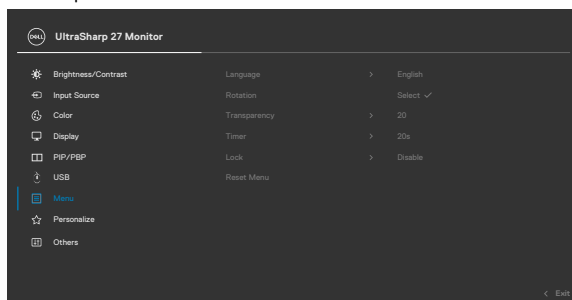 DELL UltraSharp 27 Monitor
Brightness/Contrast Language > English
Input Source Rotation Select ✓
Color Transparency > 20
Display Timer > 20s
PIP/PBP Lock > Disable
USB Reset Menu
Menu
Personalize
Others
< Exit